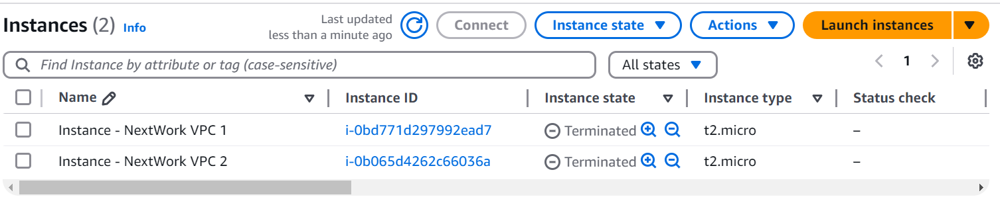 Instances (2) Info
Last updated
less than a minute ago
Connect
Instance state
Actions
Launch instances
Find Instance by attribute or tag (case-sensitive)
All states
1
Name Instance ID Instance state Instance type Status check
Instance - NextWork VPC 1 i-0bd771d297992ead7 Terminated t2.micro –
Instance - NextWork VPC 2 i-0b065d4262c66036a Terminated t2.micro –